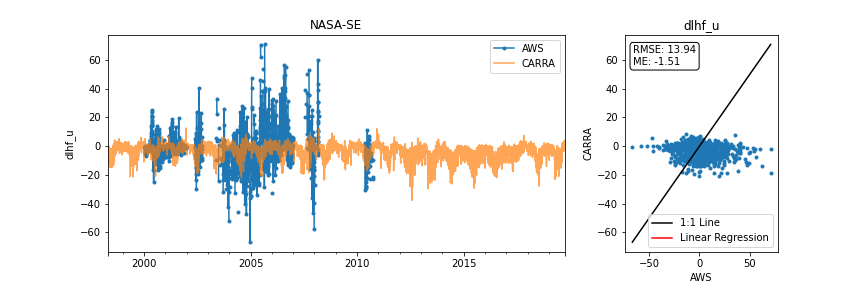 NASA-SE
dlhf_u
60
40
20
0
−20
−40
−60
dlhf_u
2000
2005
2010
2015
AWS
CARRA
dlhf_u
RMSE: 13.94
ME: -1.51
60
40
20
0
−20
−40
−60
CARRA
1:1 Line
Linear Regression
−50
0
50
AWS